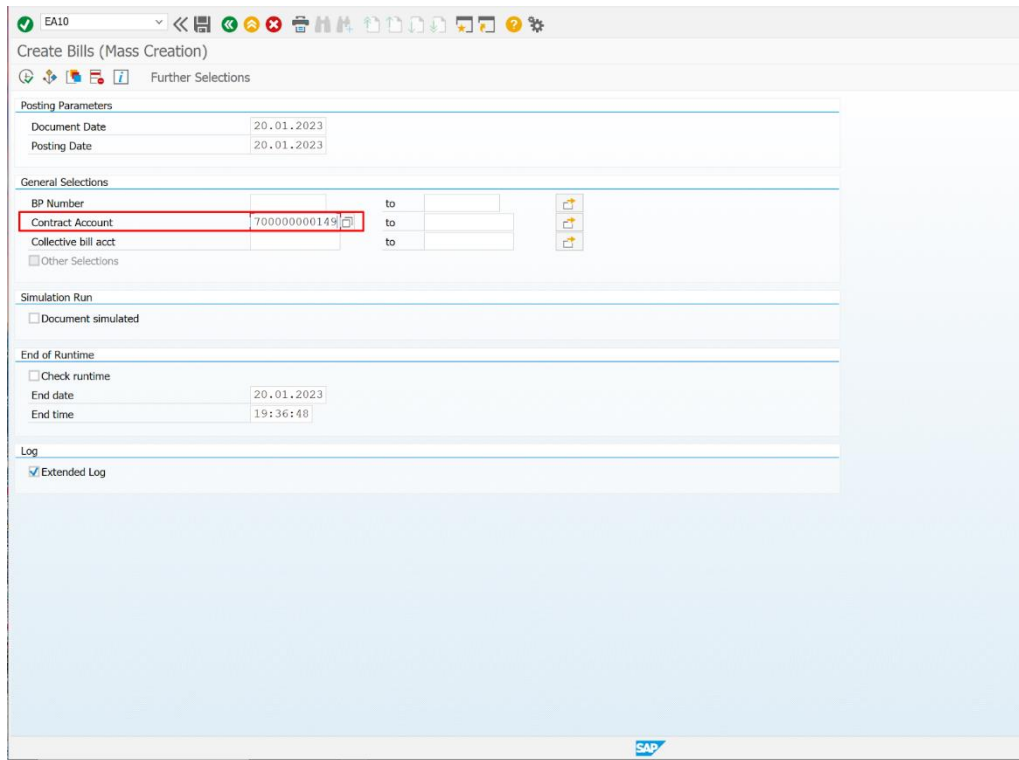 EA10
Create Bills (Mass Creation)
Further Selections
Posting Parameters
Document Date 20.01.2023
Posting Date 20.01.2023
General Selections
BP Number to
Contract Account 700000000149 to
Collective bill acct to
Other Selections
Simulation Run
Document simulated
End of Runtime
Check runtime
End date 20.01.2023
End time 19:36:48
Log
Extended Log
SAP